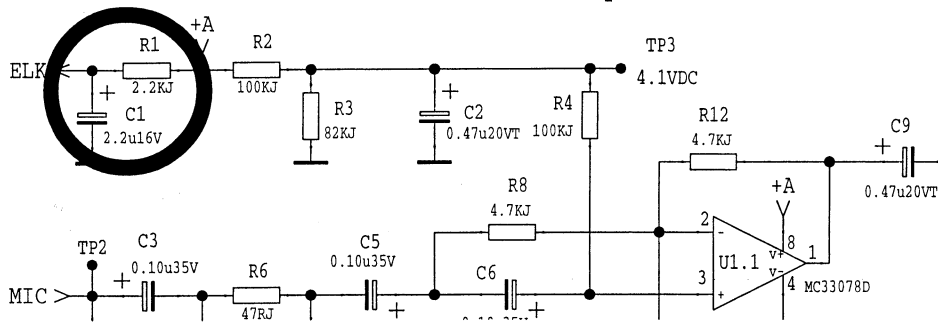 +A
ELK
R1
2.2KJ
R2
100KJ
TP3
4.1VDC
+
C1
2.2u16V
R3
82KJ
+
C2
0.47u20VT
R4
100KJ
R12
4.7KJ
C9
+
0.47u20VT
R8
4.7KJ
+A
TP2
C3
0.10u35V
+
MIC
R6
47RJ
C5
0.10u35V
+
C6
+
2
-
3
+
U1.1
V+
8
V-
4
1
MC33078D